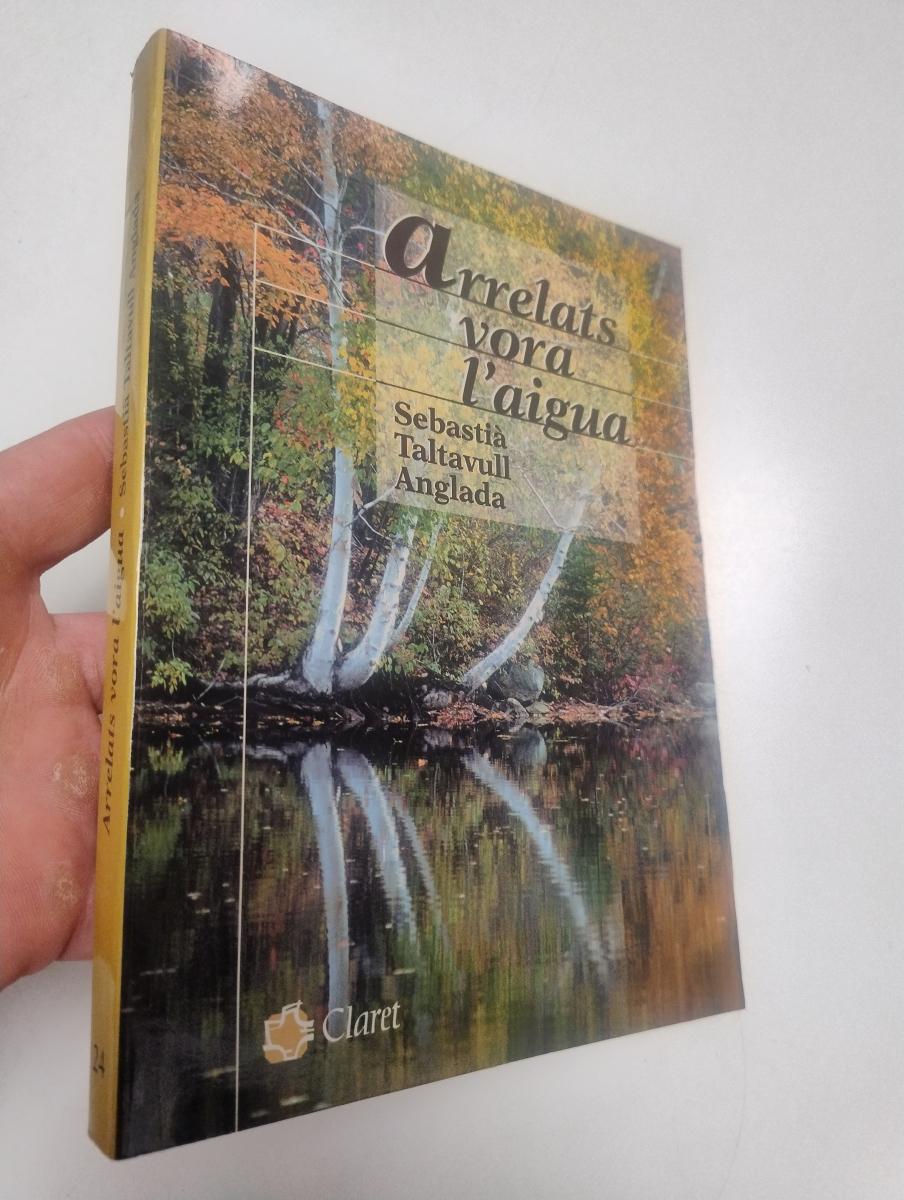 arrelats
vora
l'aigua
Sebastià
Taltavull
Anglada
Claret
Arrelats vora l'aigua • Sebastià Taltavull Anglada
24